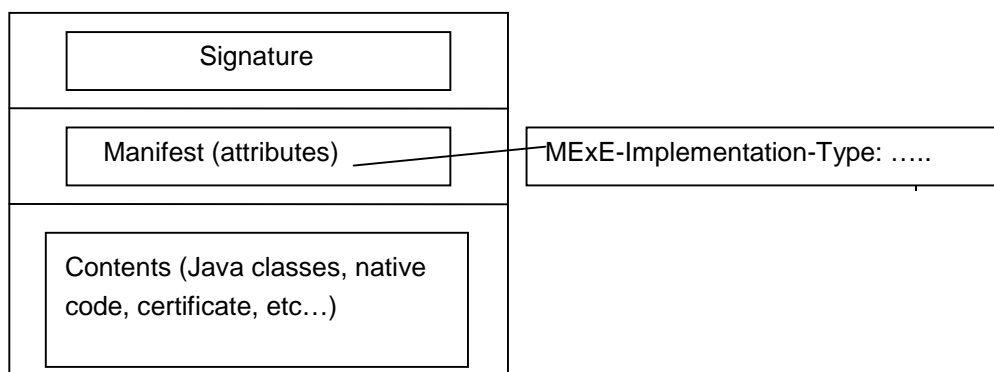 Signature
Manifest (attributes)
MExE-Implementation-Type: …..
Contents (Java classes, native
code, certificate, etc…)